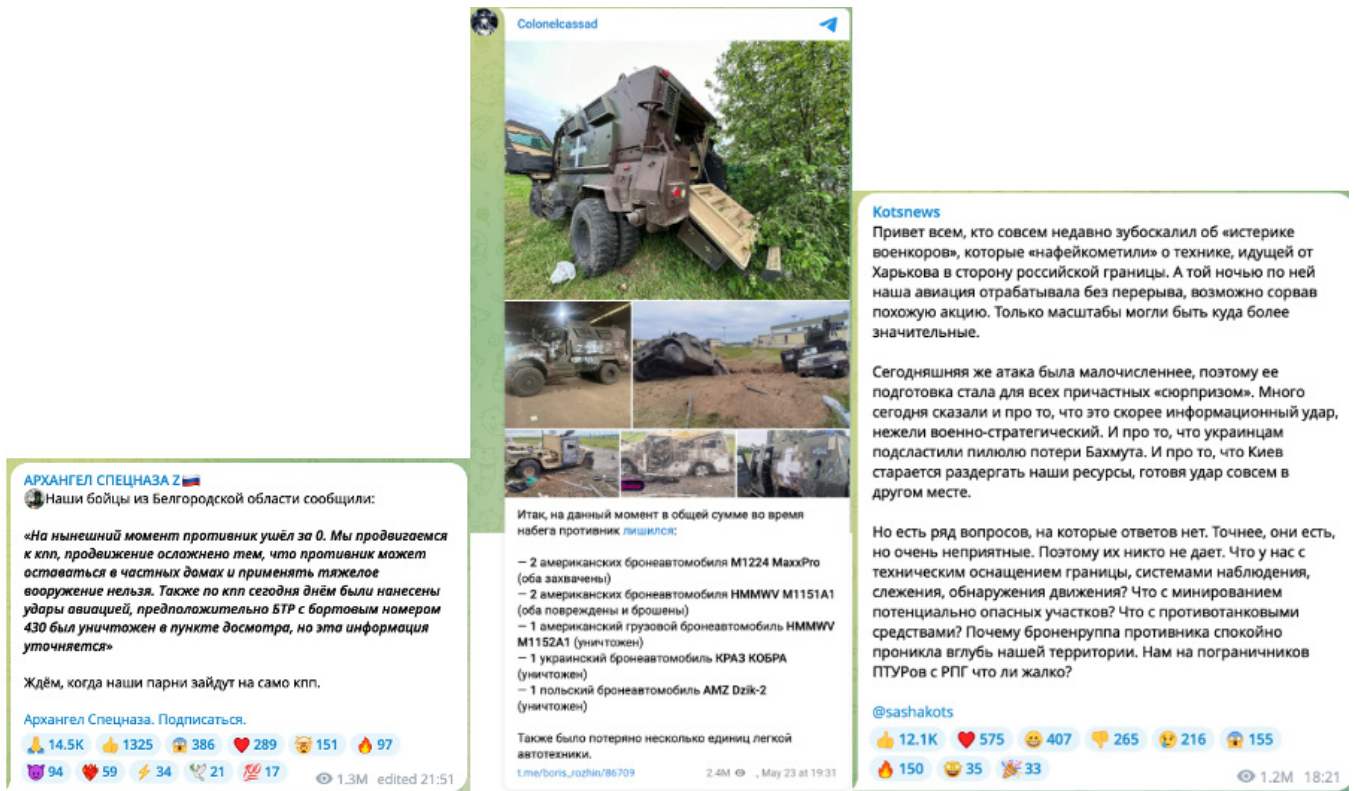 АРХАНГЕЛ СПЕЦНАЗА Z
Наши бойцы из Белгородской области сообщили:
«На нынешний момент противник ушёл за 0. Мы продвигаемся
к кпп, продвижение осложнено тем, что противник может
оставаться в частных домах и применять тяжелое
вооружение нельзя. Также по кпп сегодня днём были нанесены
удары авиацией, предположительно БТР с бортовым номером
430 был уничтожен в пункте досмотра, но эта информация
уточняется»
Ждём, когда наши парни зайдут на само кпп.
Архангел Спецназа. Подписаться.
14.5K 1325 386 289 151 97
94 59 34 21 17 1.3M edited 21:51
Colonelcassad
Итак, на данный момент в общей сумме во время
набега противник лишился:
— 2 американских бронеавтомобиля M1224 MaxxPro
(оба захвачены)
— 2 американских бронеавтомобиля HMMWV M1151A1
(оба повреждены и брошены)
— 1 американский грузовой бронеавтомобиль HMMWV
M1152A1 (уничтожен)
— 1 украинский бронеавтомобиль КРАЗ КОБРА
(уничтожен)
— 1 польский бронеавтомобиль AMZ Dzik-2
(уничтожен)
Также было потеряно несколько единиц легкой
автотехники.
t.me/boris_rozhin/86709 2.4M ., May 23 at 19:31
Kotsnews
Привет всем, кто совсем недавно зубоскалил об «истерике
военкоров», которые «нафейкометили» о технике, идущей от
Харькова в сторону российской границы. А той ночью по ней
наша авиация отрабатывала без перерыва, возможно сорвав
похожую акцию. Только масштабы могли быть куда более
значительные.
Сегодняшняя же атака была малочисленнее, поэтому ее
подготовка стала для всех причастных «сюрпризом». Много
сегодня сказали и про то, что это скорее информационный удар,
нежели военно-стратегический. И про то, что украинцам
подсластили пилюлю потери Бахмута. И про то, что Киев
старается раздергать наши ресурсы, готовя удар совсем в
другом месте.
Но есть ряд вопросов, на которые ответов нет. Точнее, они есть,
но очень неприятные. Поэтому их никто не дает. Что у нас с
техническим оснащением границы, системами наблюдения,
слежения, обнаружения движения? Что с минированием
потенциально опасных участков? Что с противотанковыми
средствами? Почему броненгруппа противника спокойно
проникла вглубь нашей территории. Нам на пограничников
ПТУРов с РПГ что ли жалко?
@sashakots
12.1K 575 407 265 216 155
150 35 33 1.2M 18:21